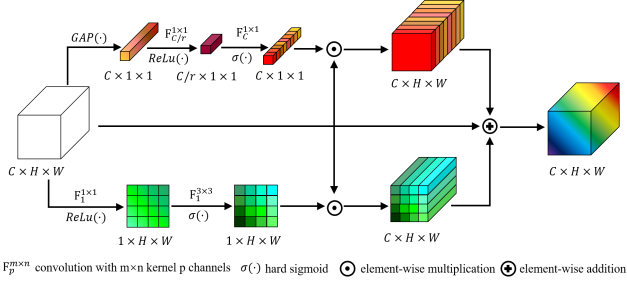 GAP(·) F^{1×1}_{C/r} F^{1×1}_{C}
ReLu(·) σ(·)
C × 1 × 1 C/r × 1 × 1 C × 1 × 1
C × H × W
C × H × W C × H × W
F^{1×1}_{1} F^{3×3}_{1}
ReLu(·) σ(·)
1 × H × W 1 × H × W C × H × W
F^{m×n}_{p} convolution with m×n kernel p channels σ(·) hard sigmoid element-wise multiplication element-wise addition